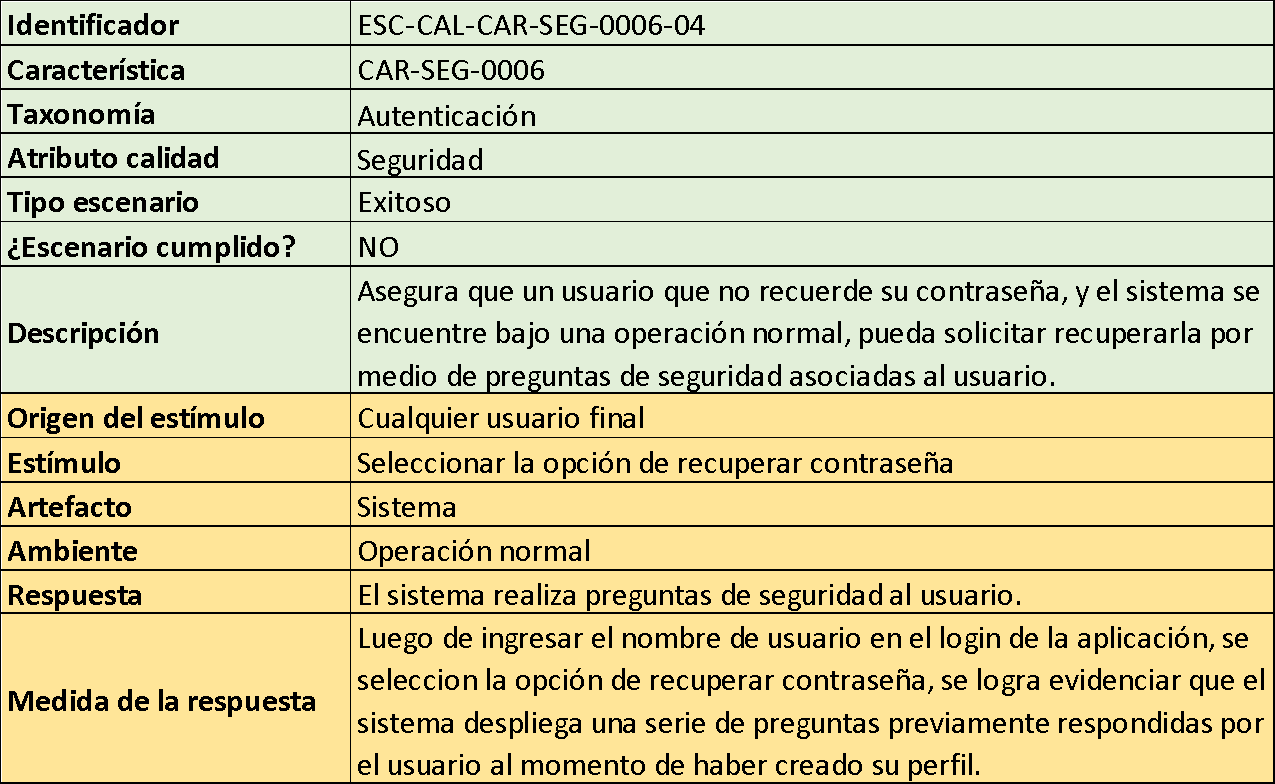 Identificador ESC-CAL-CAR-SEG-0006-04
Característica CAR-SEG-0006
Taxonomía Autenticación
Atributo calidad Seguridad
Tipo escenario Exitoso
¿Escenario cumplido? NO
Descripción
Asegura que un usuario que no recuerde su contraseña, y el sistema se
encuentre bajo una operación normal, pueda solicitar recuperarla por
medio de preguntas de seguridad asociadas al usuario.
Origen del estímulo Cualquier usuario final
Estímulo Seleccionar la opción de recuperar contraseña
Artefacto Sistema
Ambiente Operación normal
Respuesta El sistema realiza preguntas de seguridad al usuario.
Medida de la respuesta
Luego de ingresar el nombre de usuario en el login de la aplicación, se
seleccion la opción de recuperar contraseña, se logra evidenciar que el
sistema despliega una serie de preguntas previamente respondidas por
el usuario al momento de haber creado su perfil.